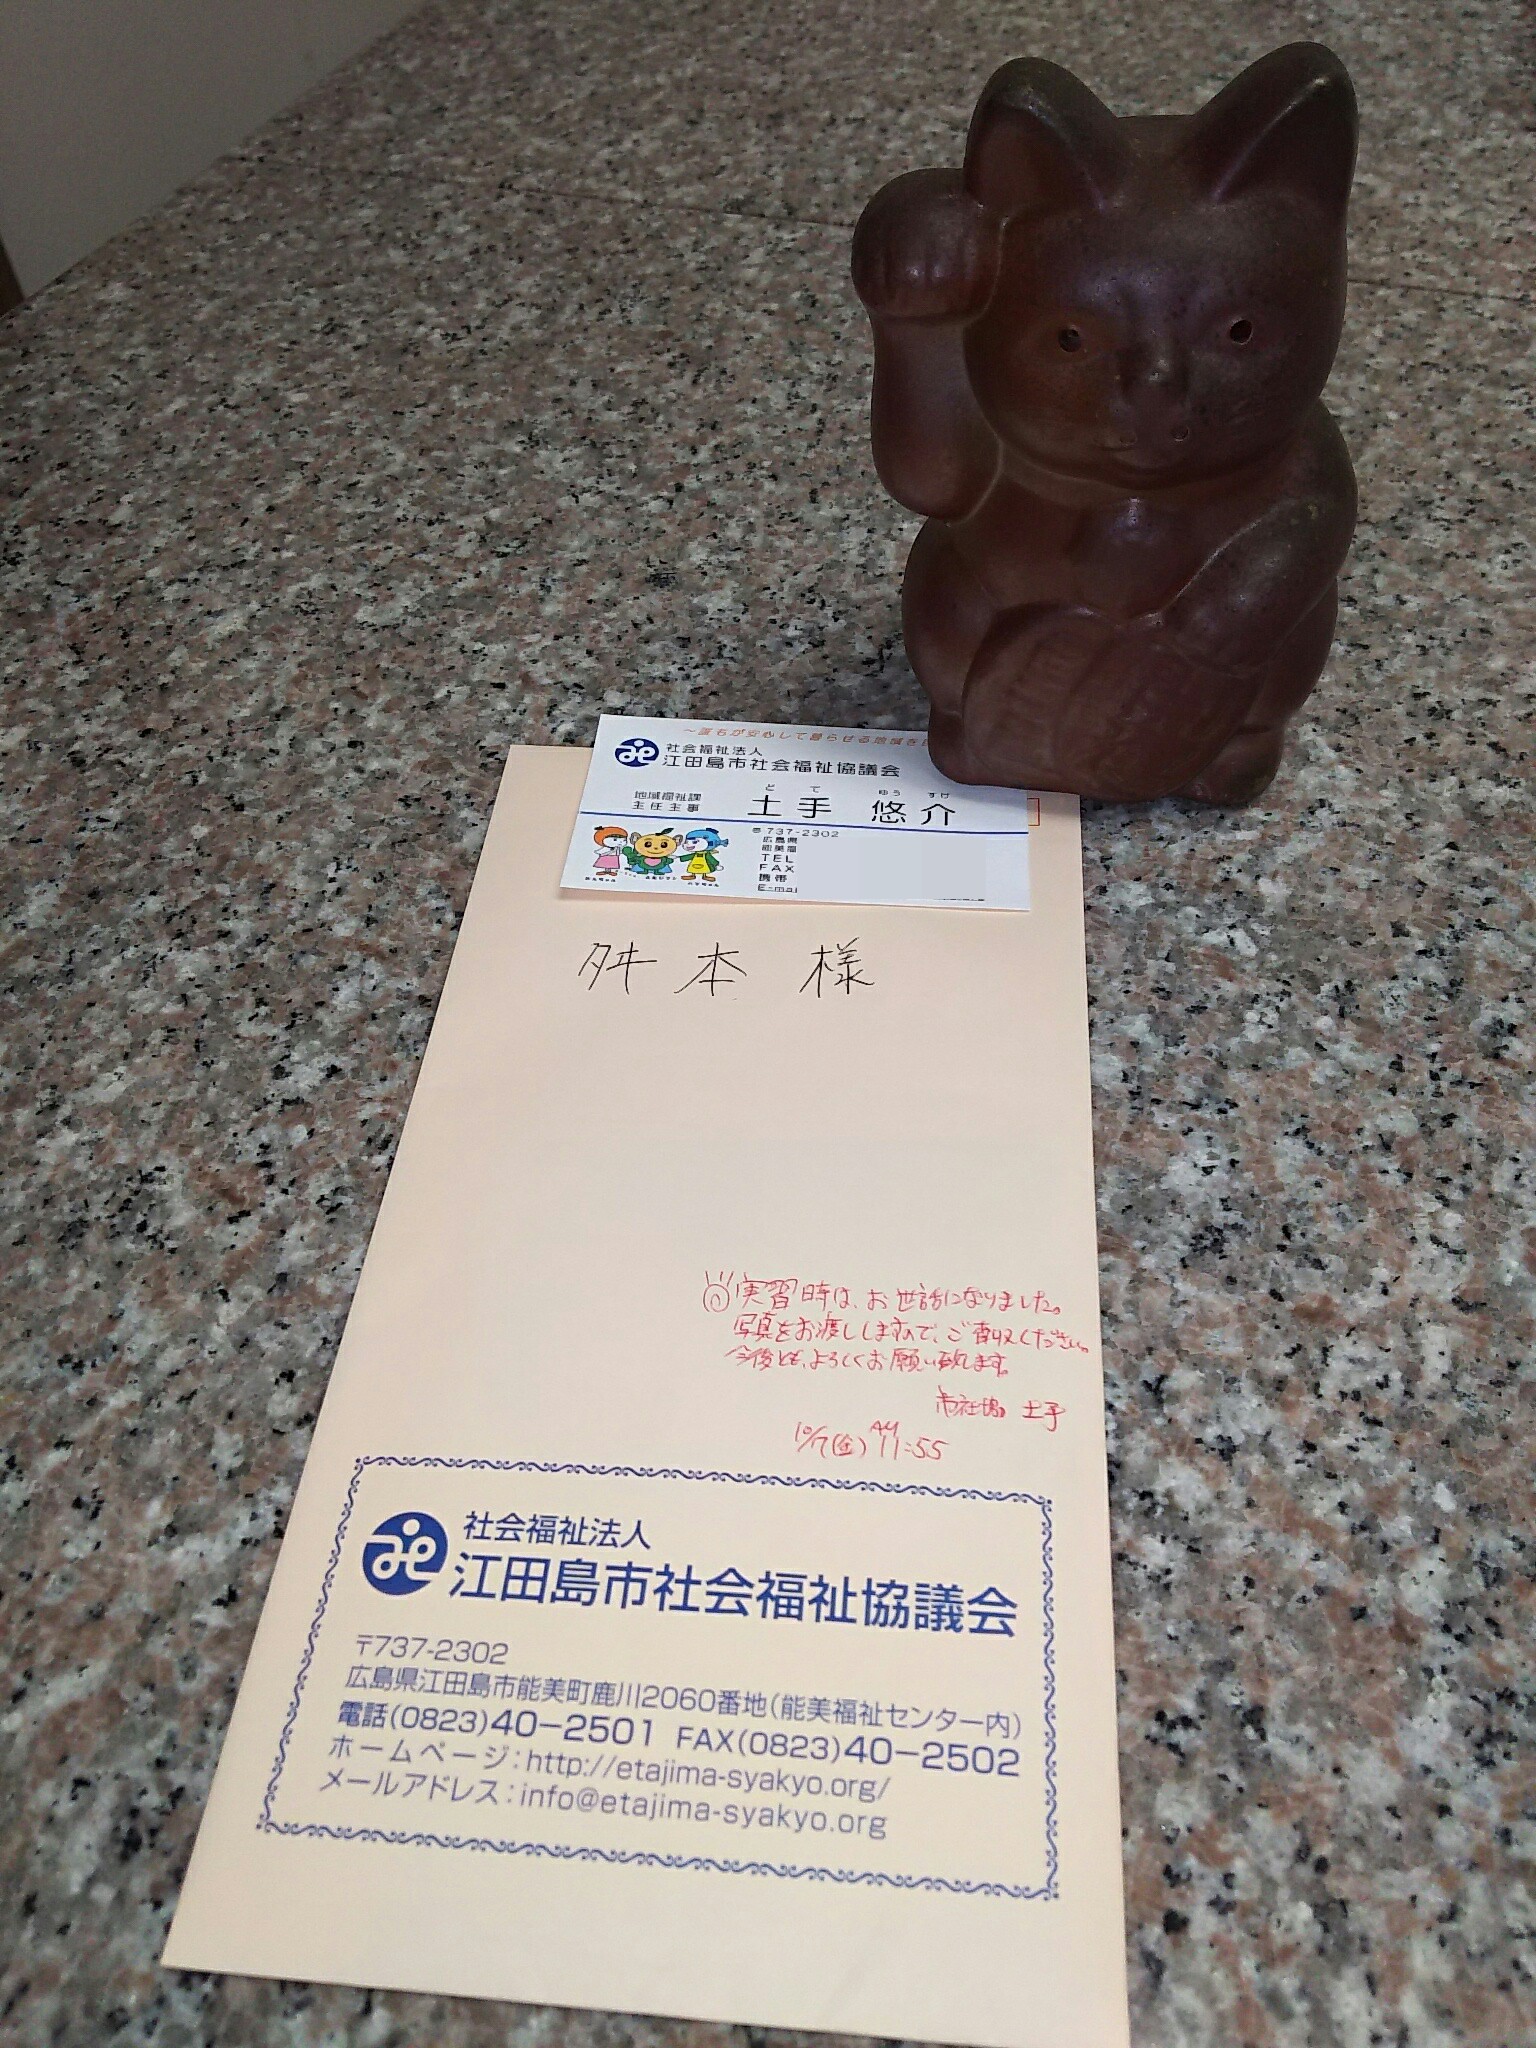 ~誰もが安心して暮らせる地域を
社会福祉法人
江田島市社会福祉協議会
地域福祉課
主任主事
どて ゆうすけ
土手 悠介
〒737-2302
広島県
能美町
TEL
FAX
携帯
E-mai
舛本 様
実習時は、お世話になりました。
写真をお渡ししますので、ご査収ください。
今後とも、よろしくお願い致します。
市社協 土手
10/7(金) AM 11:55
社会福祉法人
江田島市社会福祉協議会
〒737-2302
広島県江田島市能美町鹿川2060番地(能美福祉センター内)
電話(0823)40-2501 FAX(0823)40-2502
ホームページ:http://etajima-syakyo.org/
メールアドレス:info@etajima-syakyo.org